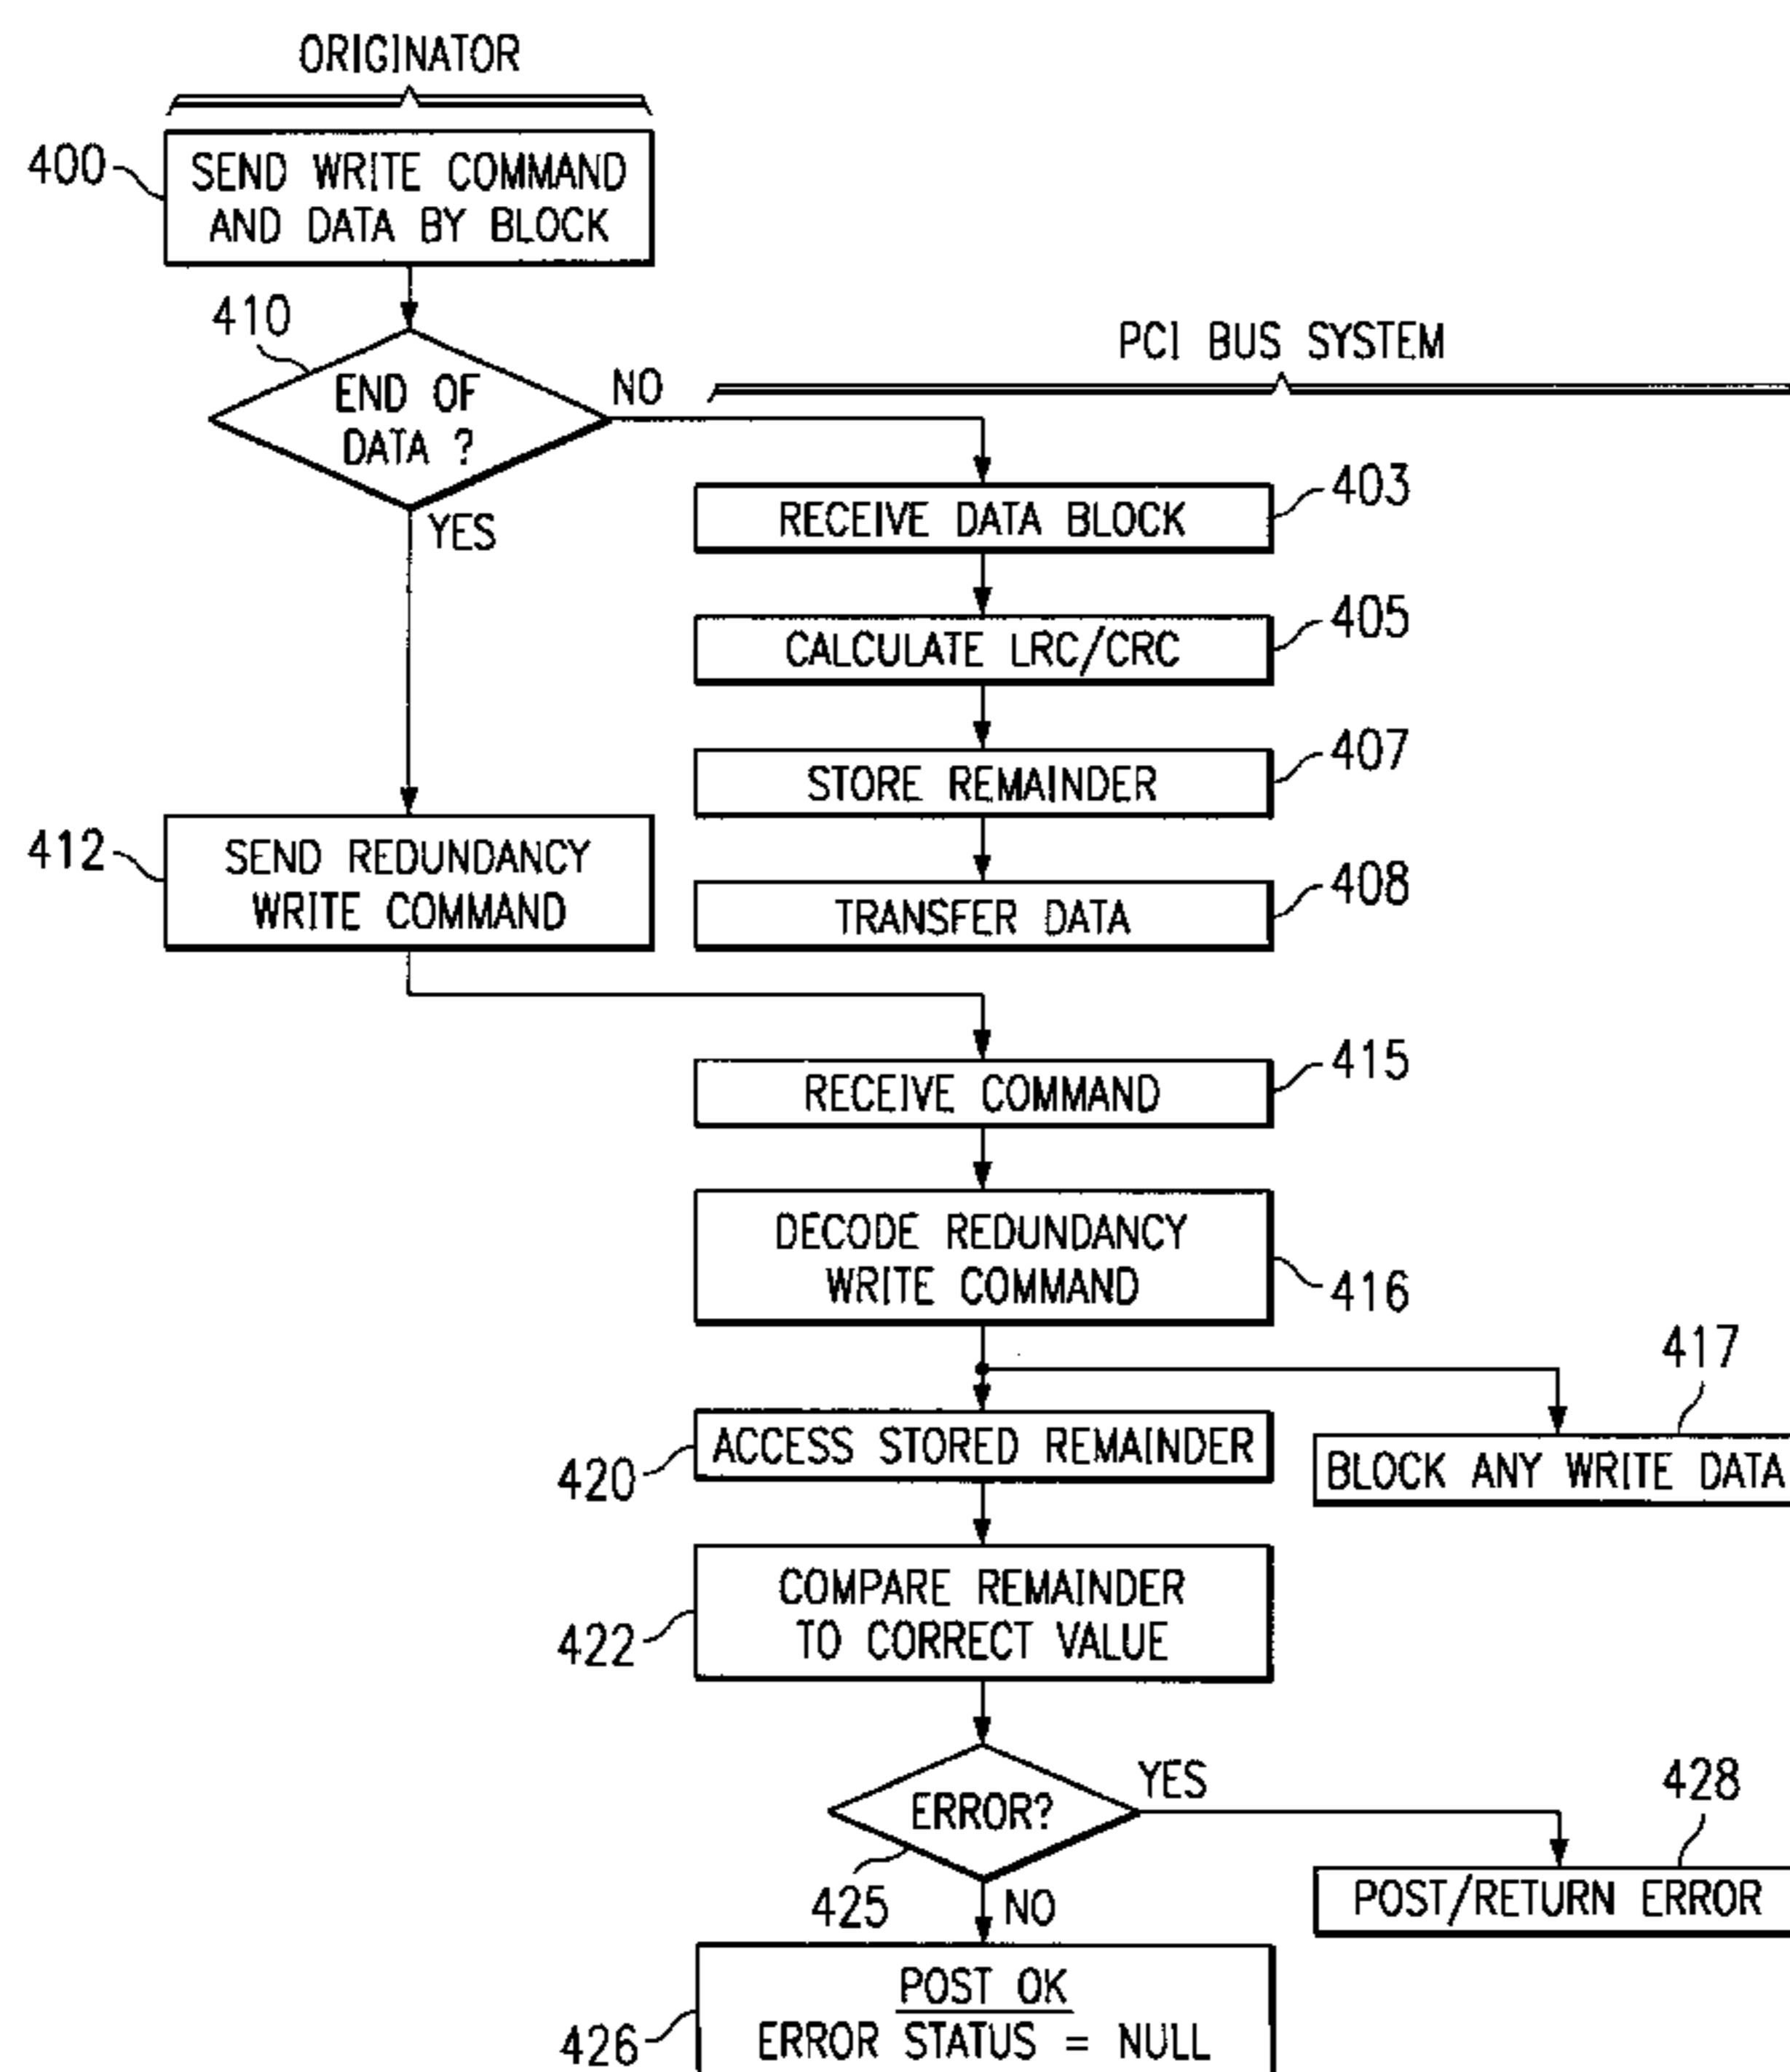 ORIGINATOR
400
SEND WRITE COMMAND
AND DATA BY BLOCK
410
END OF
DATA ?
NO
YES
PCI BUS SYSTEM
RECEIVE DATA BLOCK
403
CALCULATE LRC/CRC
405
STORE REMAINDER
407
TRANSFER DATA
408
412
SEND REDUNDANCY
WRITE COMMAND
RECEIVE COMMAND
415
DECODE REDUNDANCY
WRITE COMMAND
416
417
BLOCK ANY WRITE DATA
ACCESS STORED REMAINDER
420
COMPARE REMAINDER
TO CORRECT VALUE
422
ERROR?
YES
425
NO
428
POST/RETURN ERROR
POST OK
ERROR STATUS = NULL
426